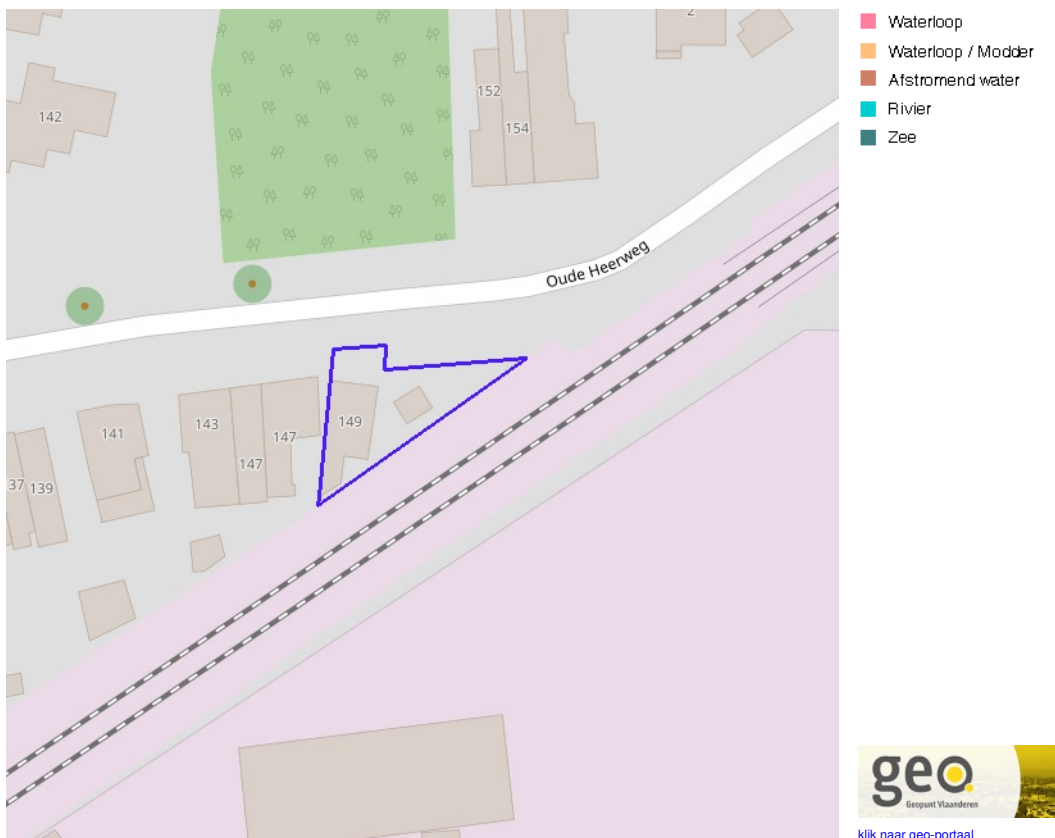 2
152
154
142
Oude Heerweg
149
143
147
147
141
37
139
Waterloop
Waterloop / Modder
Afstromend water
Rivier
Zee
geo.
Geopunt Vlaanderen
klik naar geo-portaal